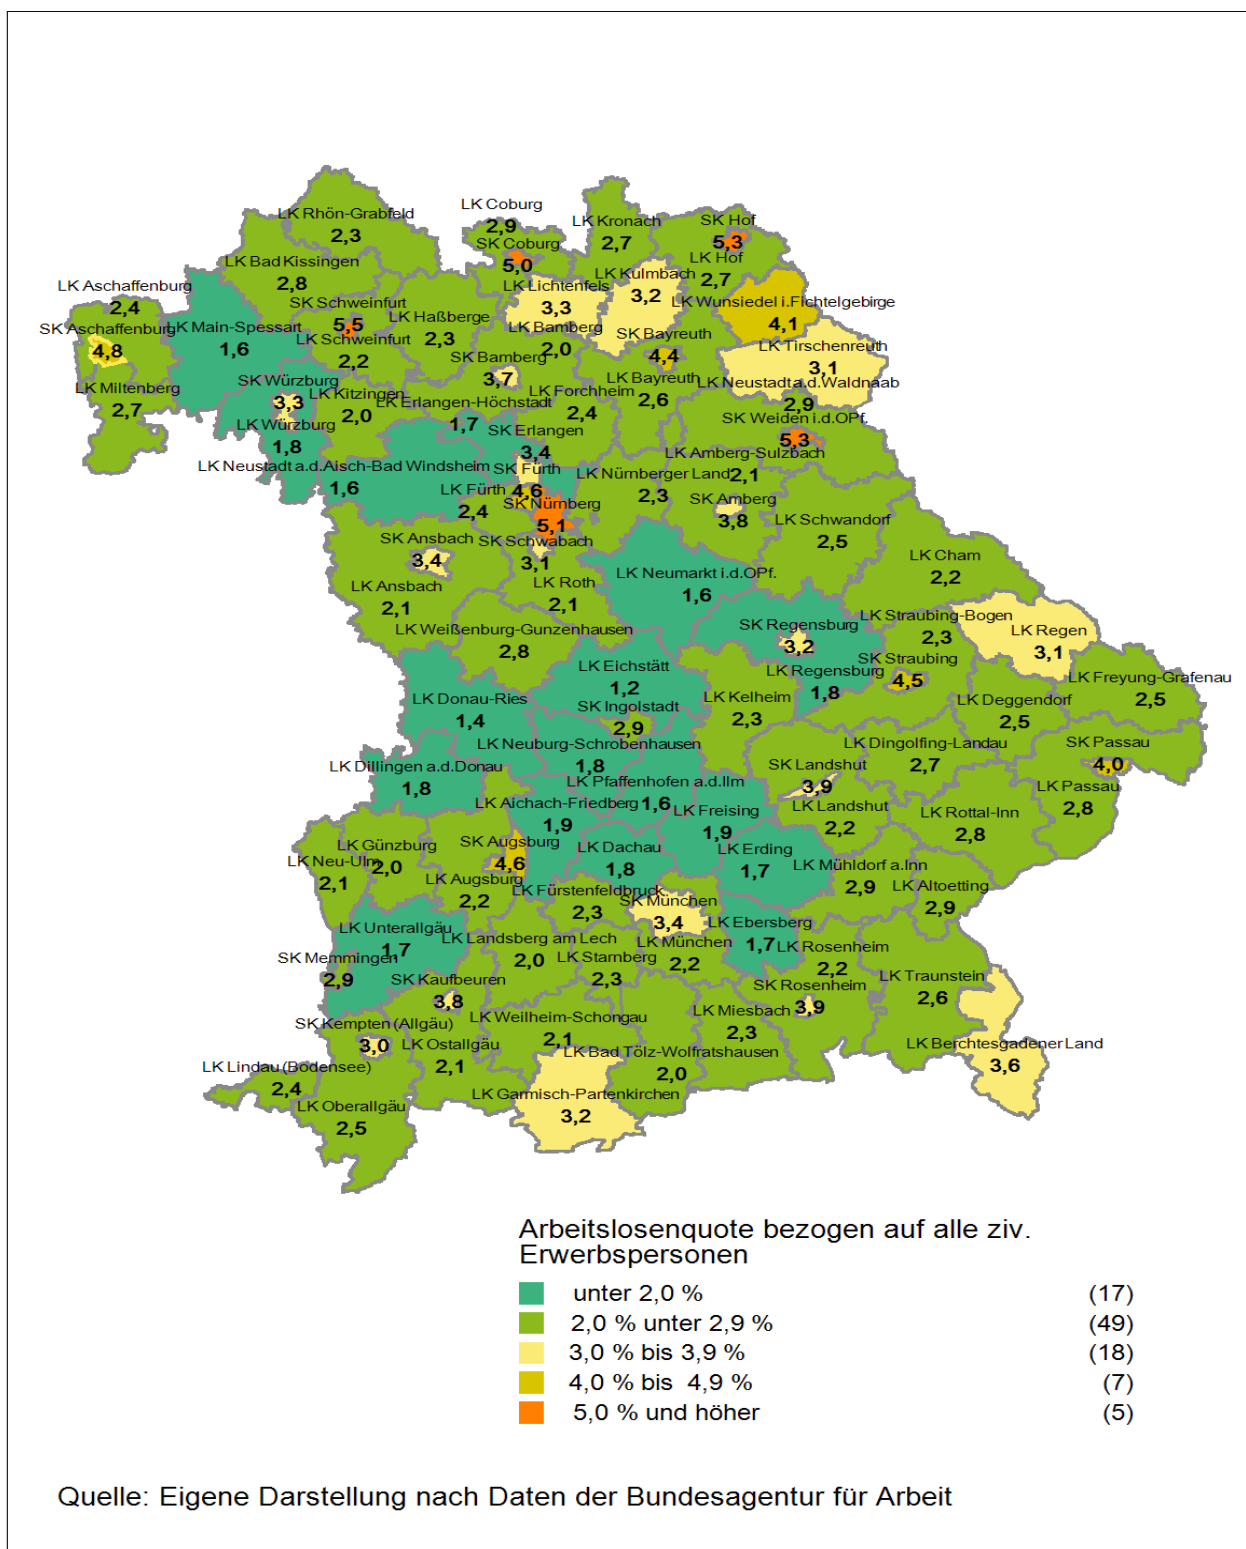 LK Coburg
2,9
LK Rhön-Grabfeld
2,3
LK Kronach
2,7
SK Hof
5,3
SK Coburg
5,0
LK Hof
2,7
LK Bad Kissingen
2,8
LK Kulmbach
3,2
LK Lichtenfels
3,3
LK Aschaffenburg
2,4
SK Schweinfurt
5,5
LK Haßberge
2,3
LK Wunsiedel i.Fichtelgebirge
4,1
SK Aschaffenburg
4,8
LK Main-Spessart
1,6
LK Schweinfurt
2,2
LK Bamberg
2,0
SK Bayreuth
4,4
LK Tirschenreuth
3,1
SK Bamberg
3,7
LK Bayreuth
2,6
LK Neustadt a.d.Waldnaab
2,9
LK Miltenberg
2,7
SK Würzburg
3,3
LK Kitzingen
2,0
LK Erlangen-Höchstadt
1,7
LK Forchheim
2,4
SK Weiden i.d.OPf.
5,3
LK Würzburg
1,8
SK Erlangen
3,4
LK Neustadt a.d.Aisch-Bad Windsheim
1,6
SK Fürth
4,6
LK Nürnberger Land
2,3
LK Amberg-Sulzbach
2,1
LK Fürth
2,4
SK Nürnberg
5,1
SK Amberg
3,8
LK Schwandorf
2,5
SK Ansbach
3,4
SK Schwabach
3,1
LK Cham
2,2
LK Ansbach
2,1
LK Roth
2,1
LK Neumarkt i.d.OPf.
1,6
LK Weißenburg-Gunzenhausen
2,8
SK Regensburg
3,2
LK Straubing-Bogen
2,3
LK Regen
3,1
LK Eichstätt
1,2
LK Regensburg
1,8
SK Straubing
4,5
LK Freyung-Grafenau
2,5
LK Donau-Ries
1,4
SK Ingolstadt
2,9
LK Kelheim
2,3
LK Deggendorf
2,5
LK Neuburg-Schrobenhausen
1,8
LK Dingolfing-Landau
2,7
SK Passau
4,0
LK Dillingen a.d.Donau
1,8
LK Pfaffenhofen a.d.Ilm
1,6
SK Landshut
3,9
LK Passau
2,8
LK Aichach-Friedberg
1,9
LK Freising
1,9
LK Landshut
2,2
LK Rottal-Inn
2,8
LK Günzburg
2,0
SK Augsburg
4,6
LK Dachau
1,8
LK Erding
1,7
LK Neu-Ulm
2,1
LK Mühldorf a.Inn
2,9
LK Augsburg
2,2
LK Fürstenfeldbruck
2,3
SK München
3,4
LK Altoetting
2,9
LK Unterallgäu
1,7
LK Landsberg am Lech
2,0
LK Ebersberg
1,7
LK Starnberg
2,3
LK München
2,2
LK Rosenheim
2,2
SK Memmingen
2,9
SK Kaufbeuren
3,8
SK Rosenheim
3,9
LK Traunstein
2,6
SK Kempten (Allgäu)
3,0
LK Weilheim-Schongau
2,1
LK Miesbach
2,3
LK Ostallgäu
2,1
LK Bad Tölz-Wolfratshausen
2,0
LK Berchtesgadener Land
3,6
LK Lindau (Bodensee)
2,4
LK Garmisch-Partenkirchen
3,2
LK Oberallgäu
2,5
Arbeitslosenquote bezogen auf alle ziv.
Erwerbspersonen
unter 2,0 % (17)
2,0 % unter 2,9 % (49)
3,0 % bis 3,9 % (18)
4,0 % bis 4,9 % (7)
5,0 % und höher (5)
Quelle: Eigene Darstellung nach Daten der Bundesagentur für Arbeit